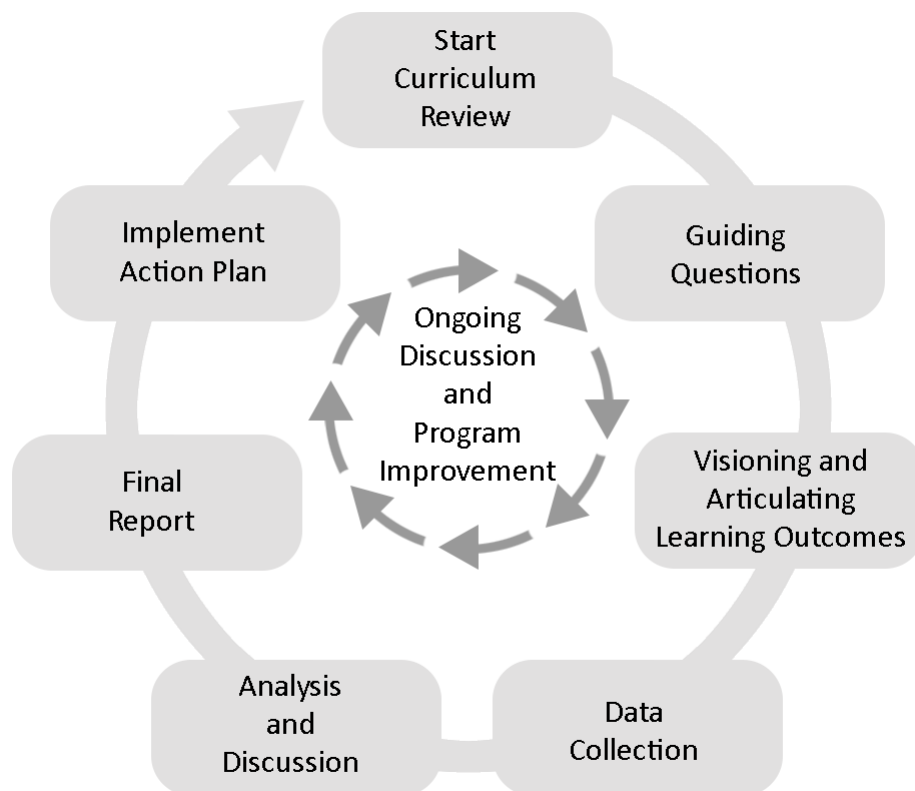 Start
Curriculum
Review
Guiding
Questions
Visioning and
Articulating
Learning Outcomes
Data
Collection
Analysis
and
Discussion
Final
Report
Implement
Action Plan
Ongoing
Discussion
and
Program
Improvement